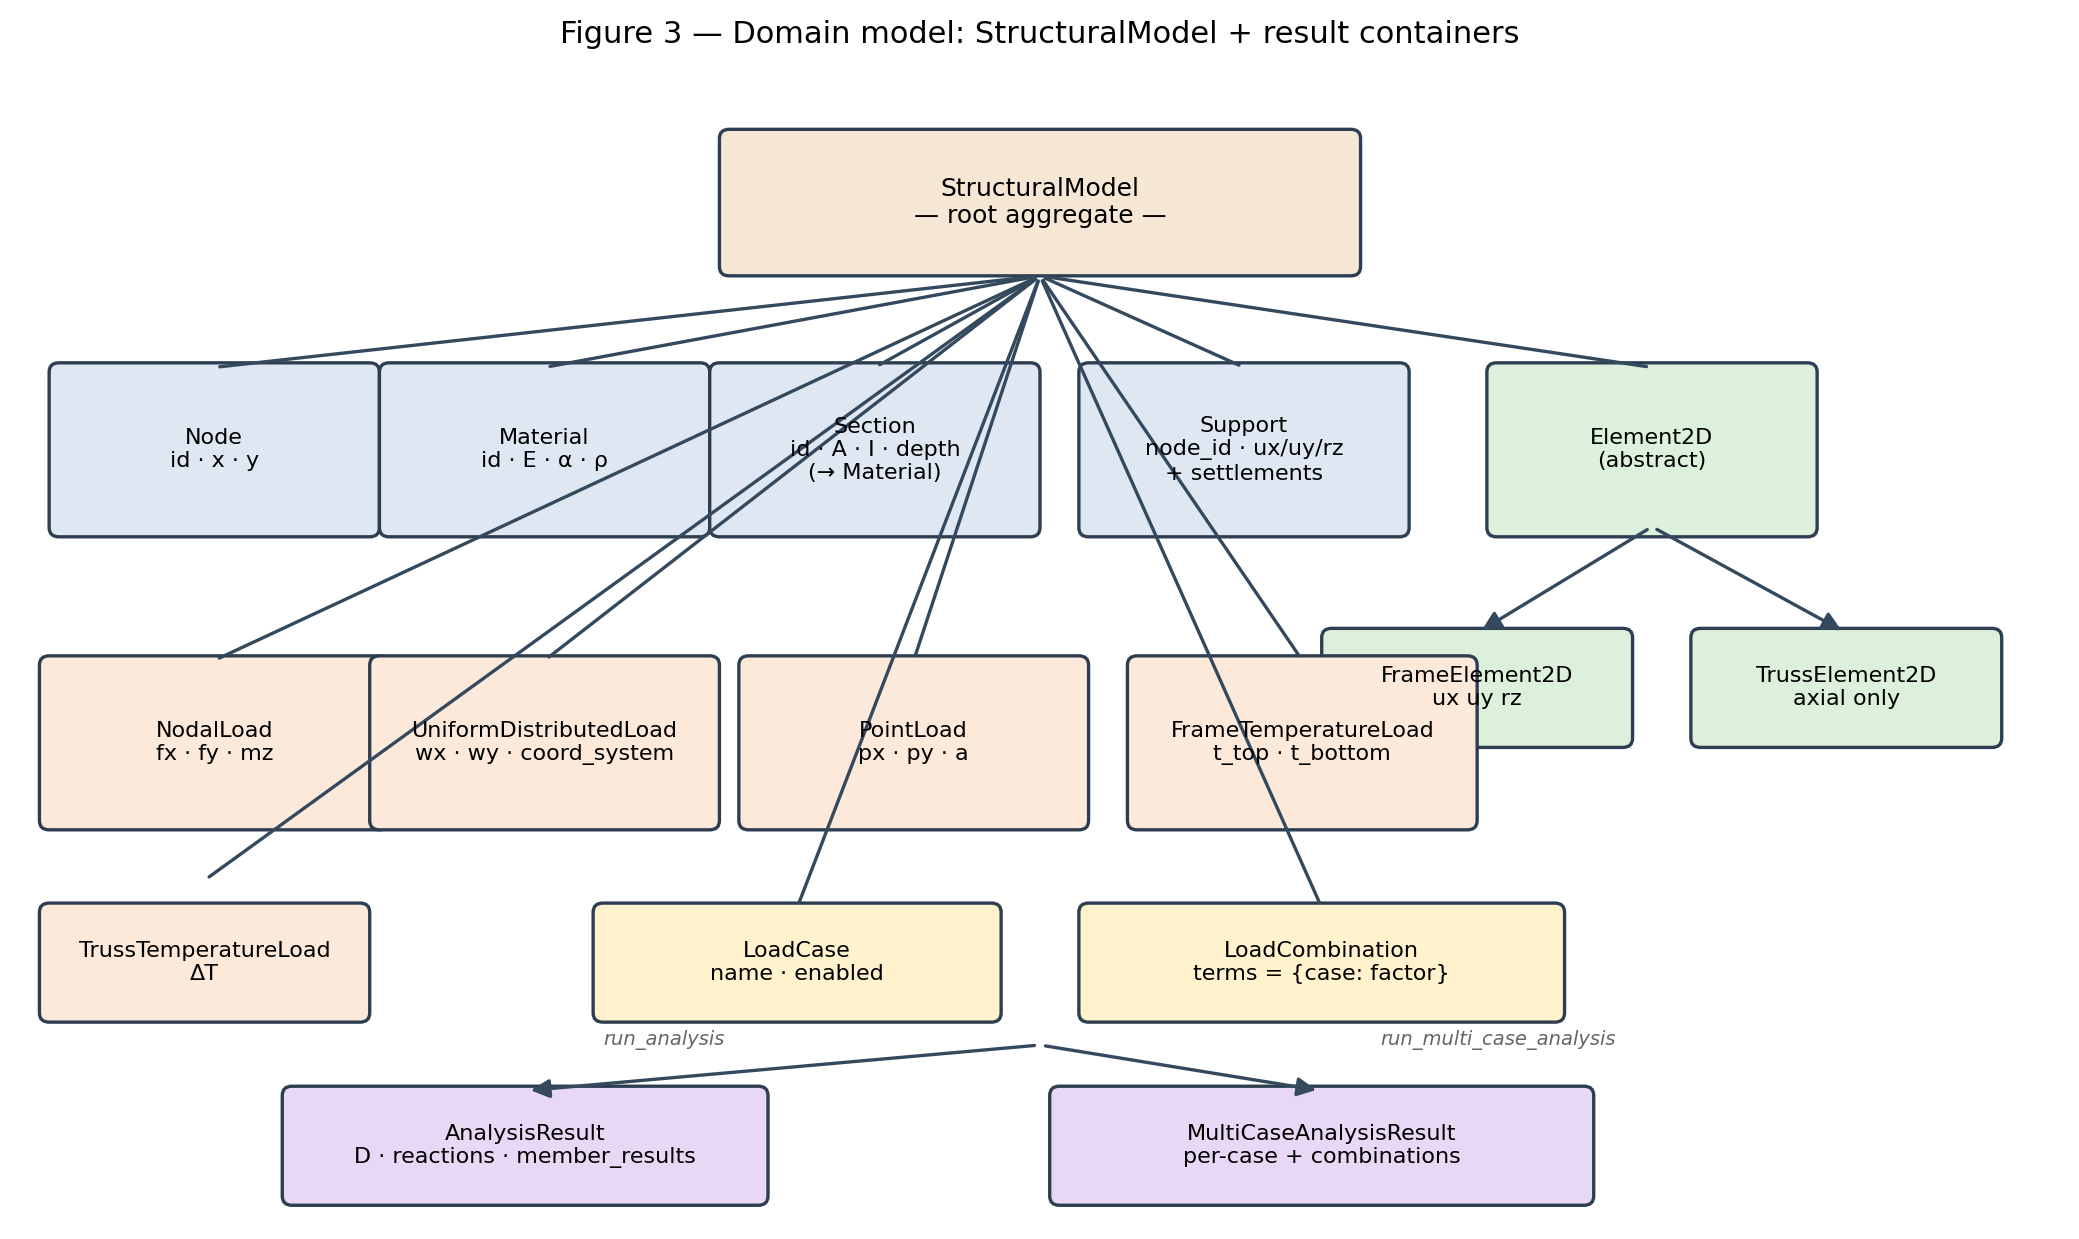 Figure 3 — Domain model: StructuralModel + result containers
StructuralModel
— root aggregate —
Node
id · x · y
Material
id · E · α · ρ
Section
id · A · I · depth
(→ Material)
Support
node_id · ux/uy/rz
+ settlements
Element2D
(abstract)
FrameElement2D
ux uy rz
TrussElement2D
axial only
NodalLoad
fx · fy · mz
UniformDistributedLoad
wx · wy · coord_system
PointLoad
px · py · a
FrameTemperatureLoad
t_top · t_bottom
TrussTemperatureLoad
ΔT
LoadCase
name · enabled
LoadCombination
terms = {case: factor}
run_analysis
run_multi_case_analysis
AnalysisResult
D · reactions · member_results
MultiCaseAnalysisResult
per-case + combinations